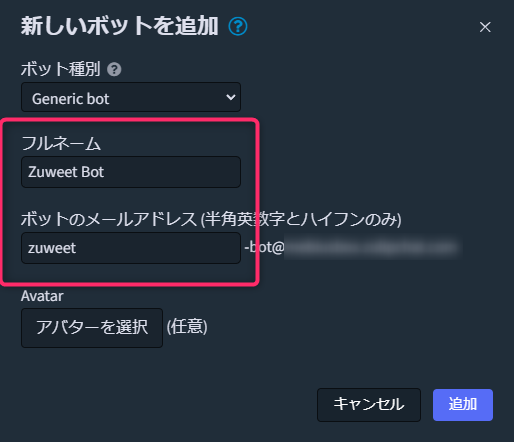 新しいボットを追加 ?
ボット種別 ?
Generic bot
フルネーム
Zuweet Bot
ボットのメールアドレス (半角英数字とハイフンのみ)
zuweet -bot@
Avatar
アバターを選択 (任意)
キャンセル 追加